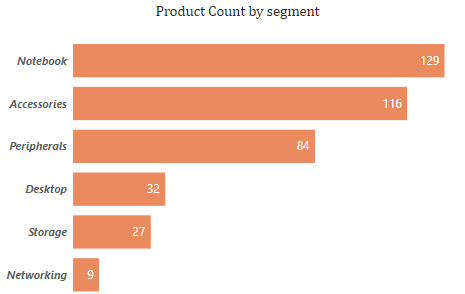 Product Count by segment
Notebook 129
Accessories 116
Peripherals 84
Desktop 32
Storage 27
Networking 9